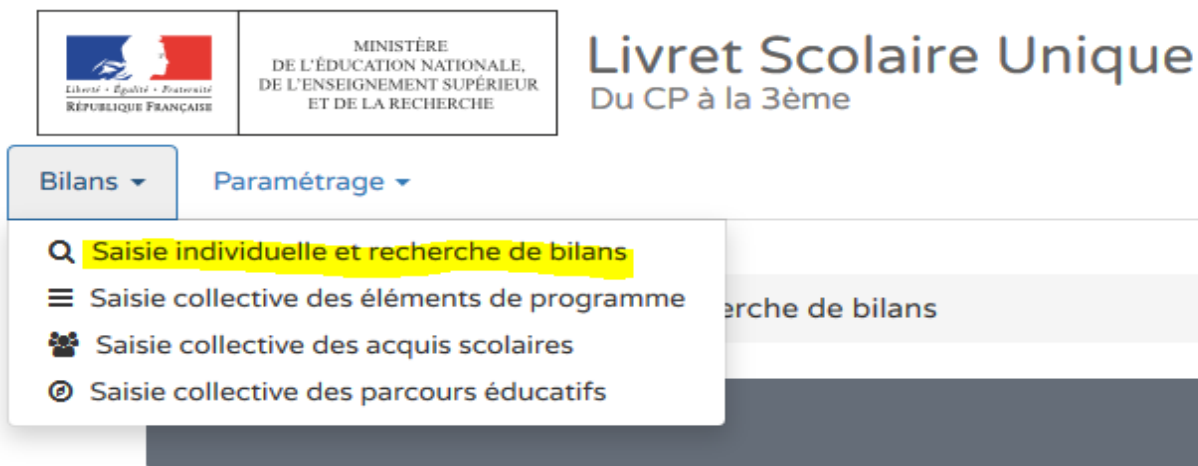 Liberté • Égalité • Fraternité
RÉPUBLIQUE FRANÇAISE
MINISTÈRE
DE L'ÉDUCATION NATIONALE,
DE L'ENSEIGNEMENT SUPÉRIEUR
ET DE LA RECHERCHE
Livret Scolaire Unique
Du CP à la 3ème
Bilans
Paramétrage
Saisie individuelle et recherche de bilans
Saisie collective des éléments de programme
erche de bilans
Saisie collective des acquis scolaires
Saisie collective des parcours éducatifs